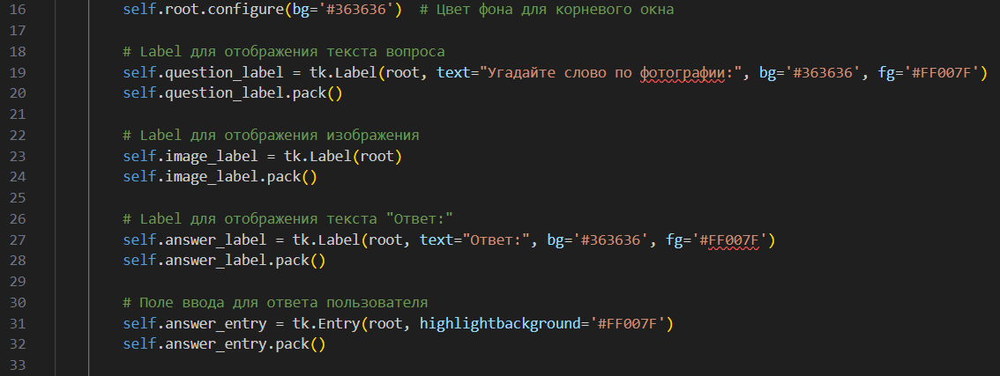 16 self.root.configure(bg='#363636')  # Цвет фона для корневого окна
17
18 # Label для отображения текста вопроса
19 self.question_label = tk.Label(root, text="Угадайте слово по фотографии:", bg='#363636', fg='#FF007F')
20 self.question_label.pack()
21
22 # Label для отображения изображения
23 self.image_label = tk.Label(root)
24 self.image_label.pack()
25
26 # Label для отображения текста "Ответ:"
27 self.answer_label = tk.Label(root, text="Ответ:", bg='#363636', fg='#FF007F')
28 self.answer_label.pack()
29
30 # Поле ввода для ответа пользователя
31 self.answer_entry = tk.Entry(root, highlightbackground='#FF007F')
32 self.answer_entry.pack()
33